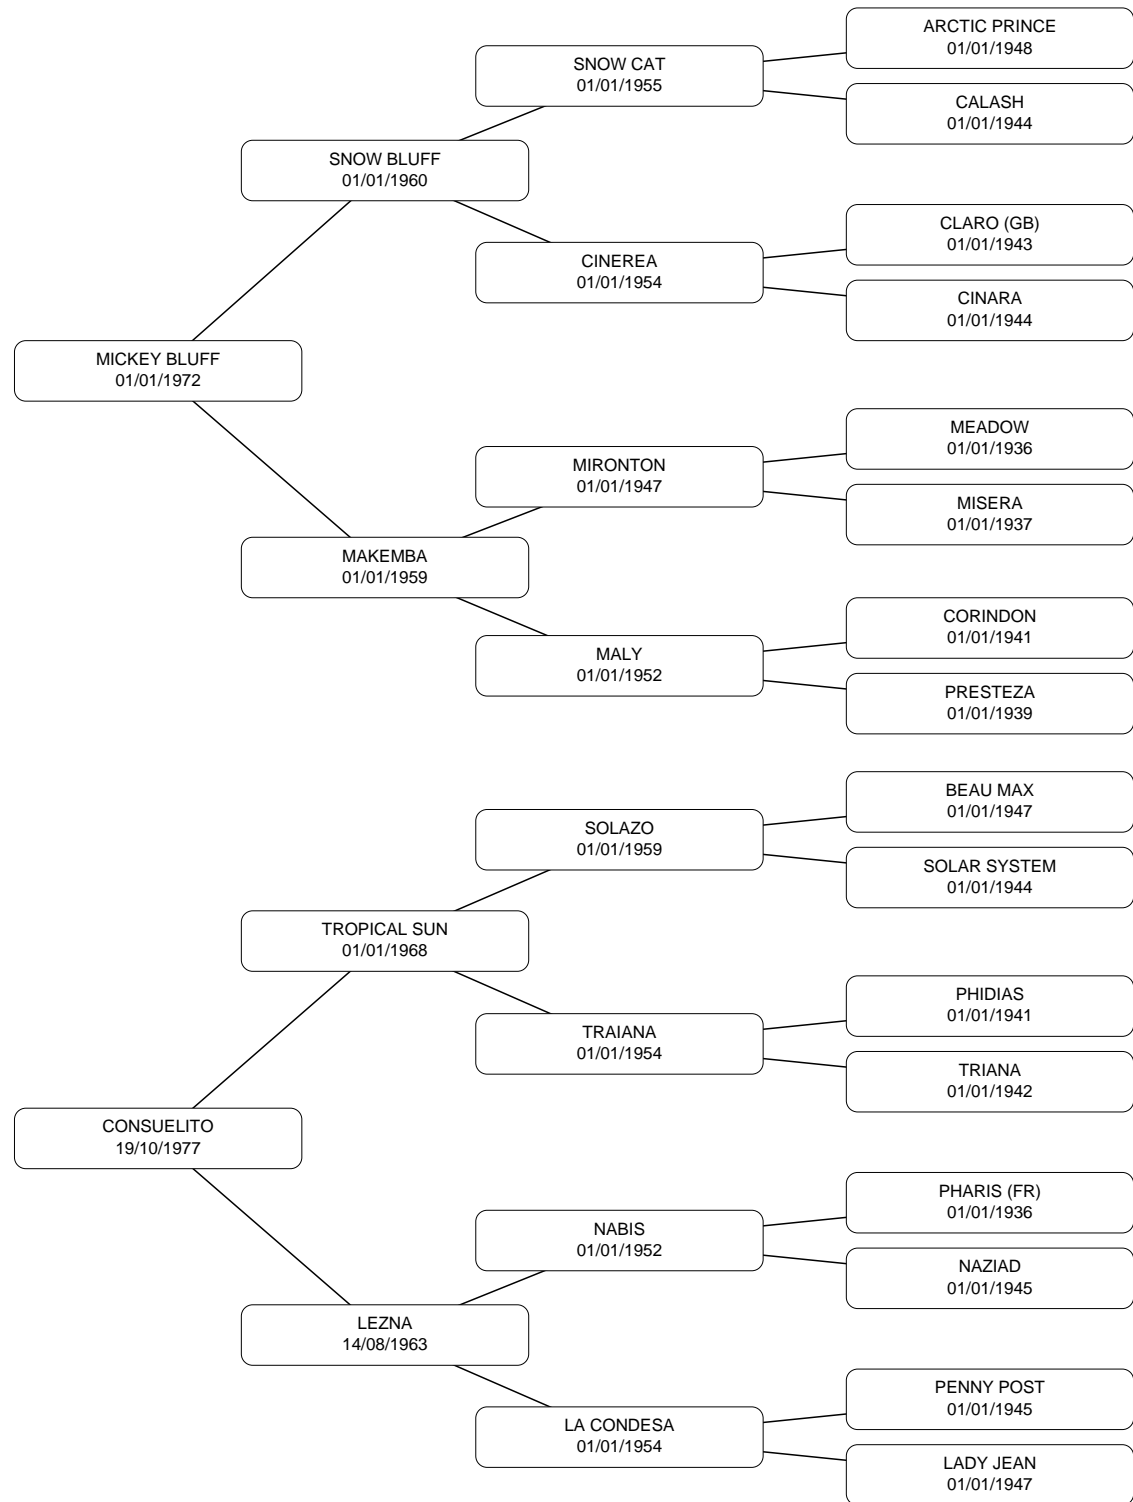 ARCTIC PRINCE
01/01/1948
SNOW CAT
01/01/1955
CALASH
01/01/1944
SNOW BLUFF
01/01/1960
CLARO (GB)
01/01/1943
CINEREA
01/01/1954
CINARA
01/01/1944
MICKEY BLUFF
01/01/1972
MEADOW
01/01/1936
MIRONTON
01/01/1947
MISERA
01/01/1937
MAKEMBA
01/01/1959
CORINDON
01/01/1941
MALY
01/01/1952
PRESTEZA
01/01/1939
BEAU MAX
01/01/1947
SOLAZO
01/01/1959
SOLAR SYSTEM
01/01/1944
TROPICAL SUN
01/01/1968
PHIDIAS
01/01/1941
TRAIANA
01/01/1954
TRIANA
01/01/1942
CONSUELITO
19/10/1977
PHARIS (FR)
01/01/1936
NABIS
01/01/1952
NAZIAD
01/01/1945
LEZNA
14/08/1963
PENNY POST
01/01/1945
LA CONDESA
01/01/1954
LADY JEAN
01/01/1947